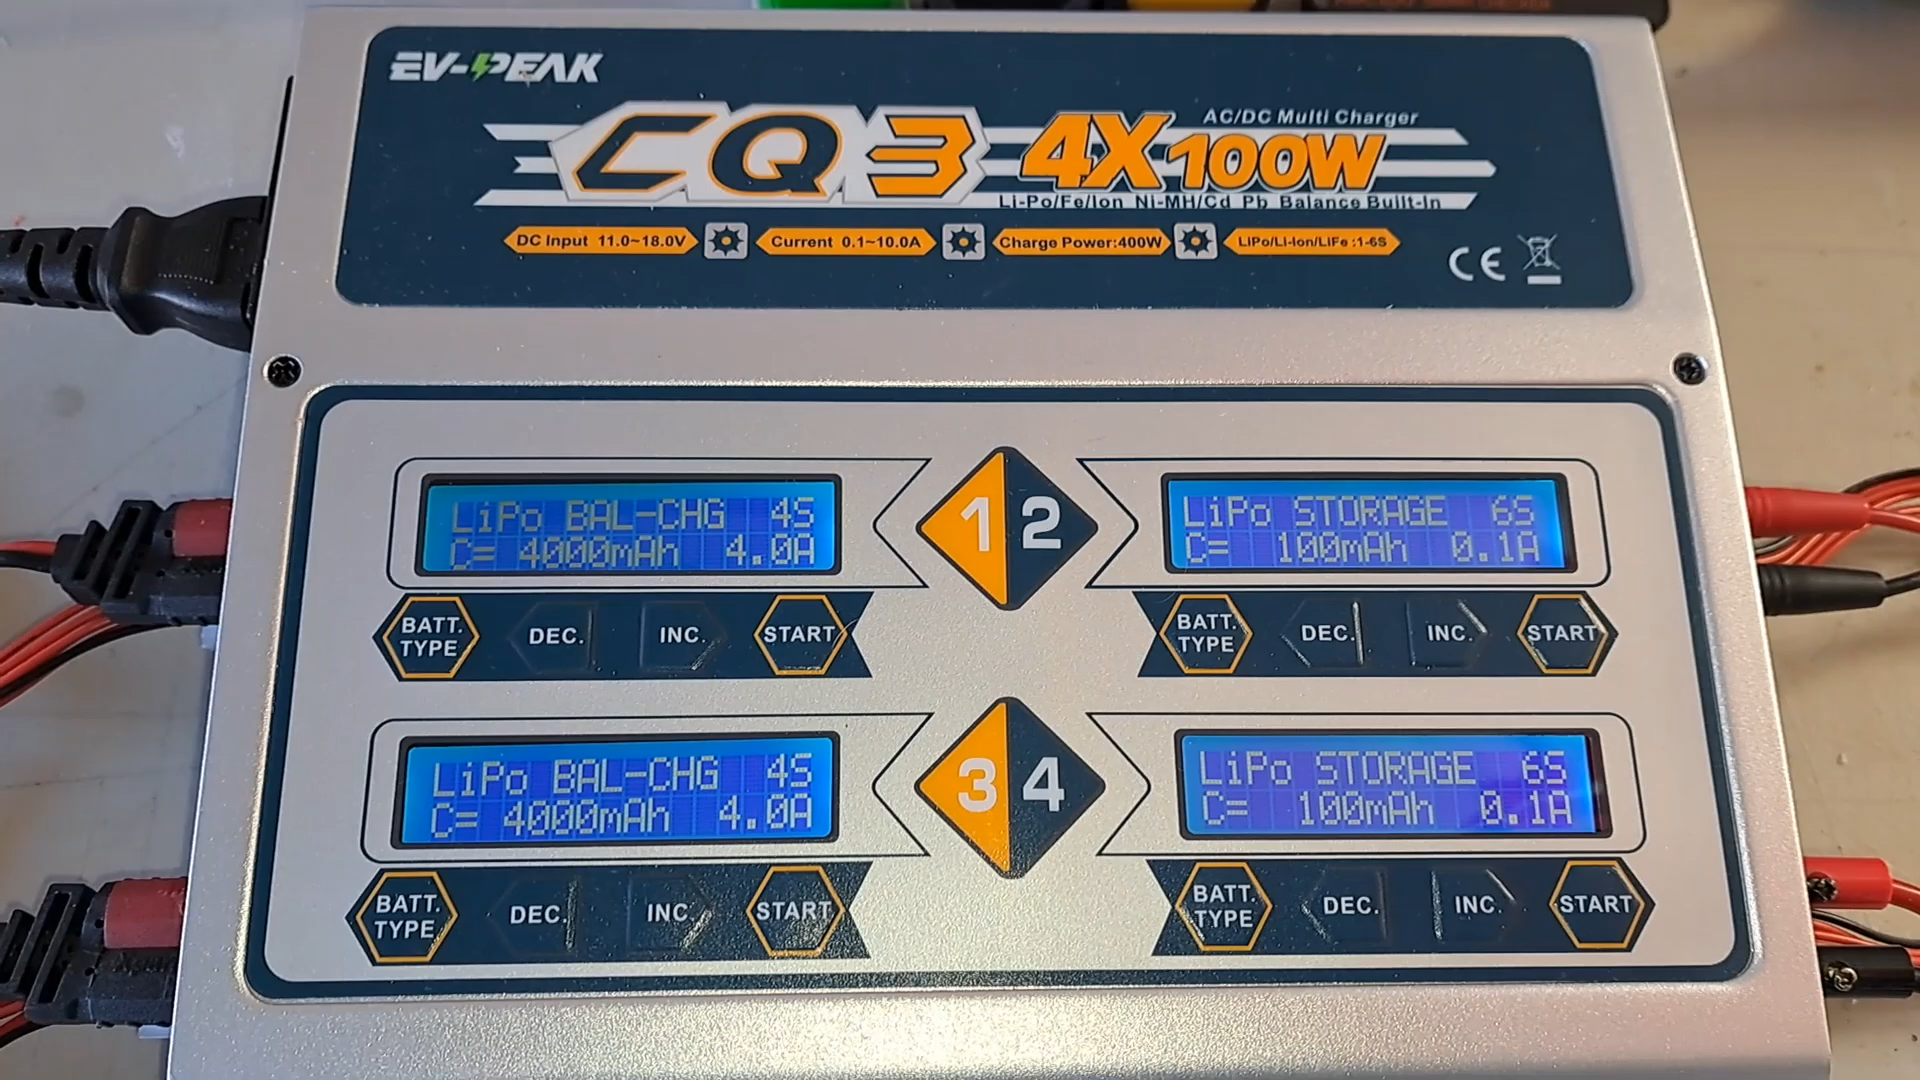 EV-PEAK
CQ3 4X100W
AC/DC Multi Charger
Li-Po/Fe/Ion Ni-MH/Cd Pb Balance Built-In
DC Input 11.0~18.0V Current 0.1~10.0A Charge Power:400W LiPo/Li-Ion/LiFe :1-6S
CE
LiPo BAL-CHG 4S
C= 4000mAh 4.0A
1 2
LiPo STORAGE 6S
C= 100mAh 0.1A
BATT. TYPE DEC. INC. START
BATT. TYPE DEC. INC. START
LiPo BAL-CHG 4S
C= 4000mAh 4.0A
3 4
LiPo STORAGE 6S
C= 100mAh 0.1A
BATT. TYPE DEC. INC. START
BATT. TYPE DEC. INC. START